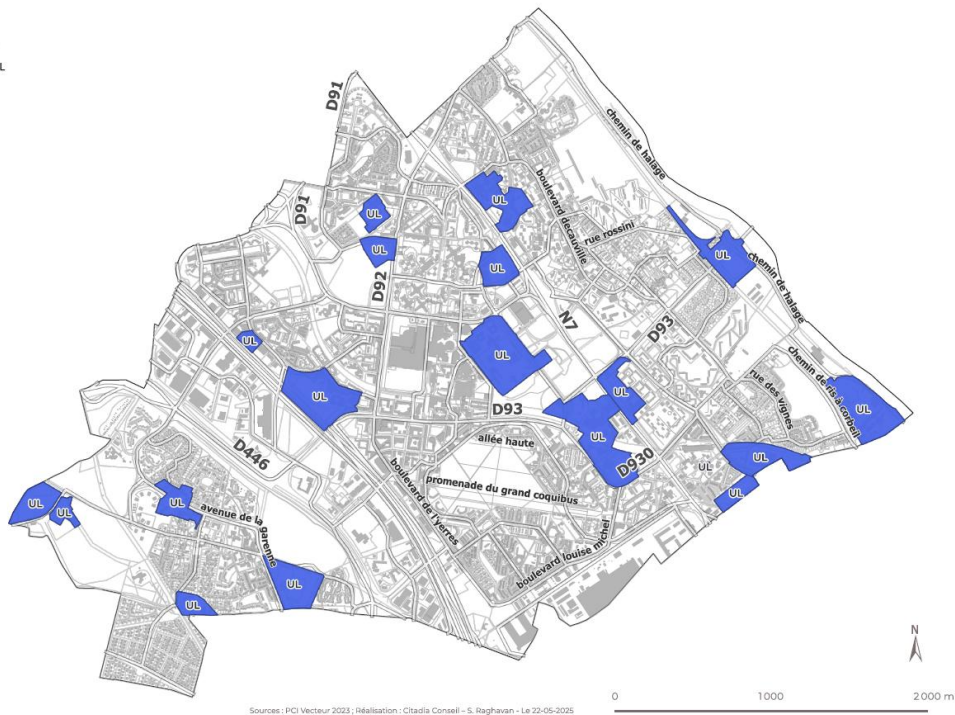 L
D91
chemin de halage
D91
UL
UL
boulevard decauville
rue rossini
UL
UL
D92
UL
chemin de halage
N7
D93
UL
UL
chemin de ris à corbeil
rue des vignes
UL
UL
D93
UL
UL
allée haute
D446
D930
UL
UL
boulevard de l'yerres
promenade du grand coquibus
UL
UL
UL
UL
avenue de la garenne
boulevard louise michel
UL
UL
N
0 1000 2000 m
Sources : PCI Vecteur 2023 ; Réalisation : Citadia Conseil – S. Raghavan - Le 22-05-2025